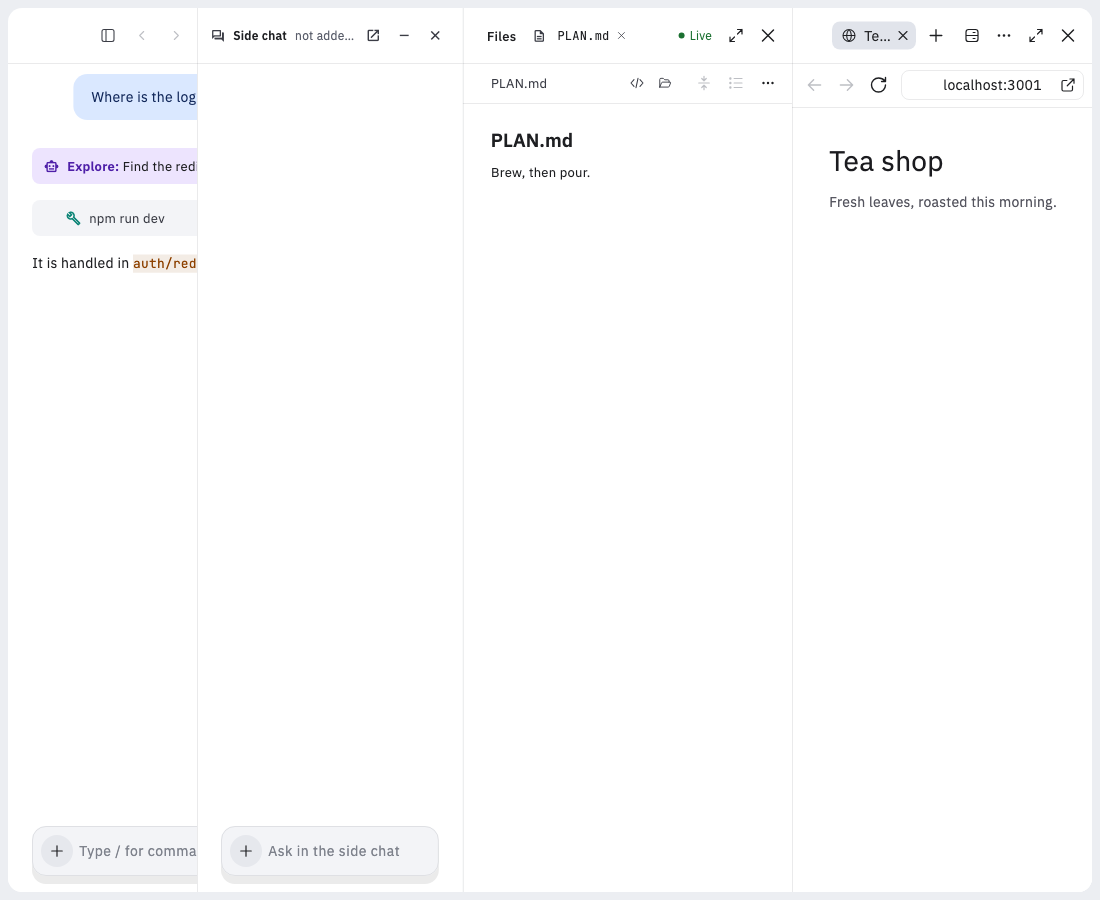 Where is the log
Explore: Find the redi
npm run dev
It is handled in auth/red
Type / for comma
Side chat not adde...
Ask in the side chat
Files PLAN.md Live
PLAN.md
PLAN.md
Brew, then pour.
Te...
localhost:3001
Tea shop
Fresh leaves, roasted this morning.